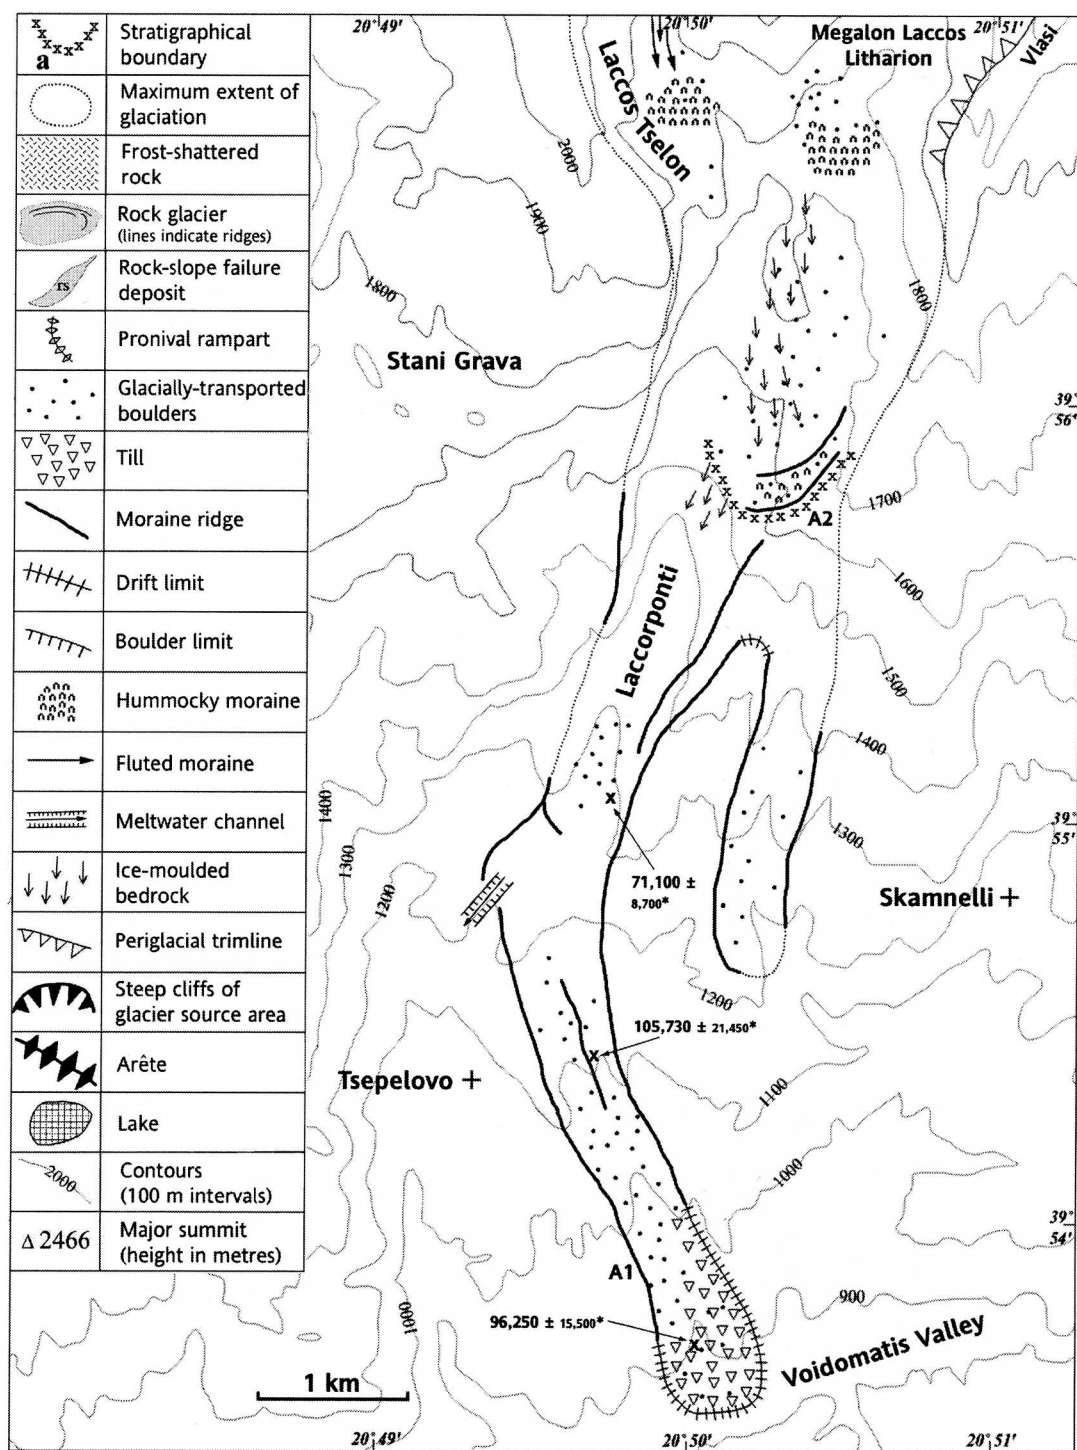 a
Stratigraphical
boundary
Maximum extent of
glaciation
Frost-shattered
rock
Rock glacier
(lines indicate ridges)
rs
Rock-slope failure
deposit
Pronival rampart
Glacially-transported
boulders
Till
Moraine ridge
Drift limit
Boulder limit
Hummocky moraine
Fluted moraine
Meltwater channel
Ice-moulded
bedrock
Periglacial trimline
Steep cliffs of
glacier source area
Arête
Lake
2000
Contours
(100 m intervals)
Δ 2466
Major summit
(height in metres)
20°49'
20°50'
20°51'
Megalon Laccos
Litharion
Vlasi
Laccos Tselon
2000
1900
1800
1800
Stani Grava
39°
56'
1700
A2
1600
Laccorponti
1500
1400
1400
1300
1200
1300
39°
55'
71,100 ±
8,700*
Skamnelli +
1200
105,730 ± 21,450*
Tsepelovo +
1100
1000
39°
54'
A1
900
1000
96,250 ± 15,500*
Voidomatis Valley
1 km
20°49'
20°50'
20°51'